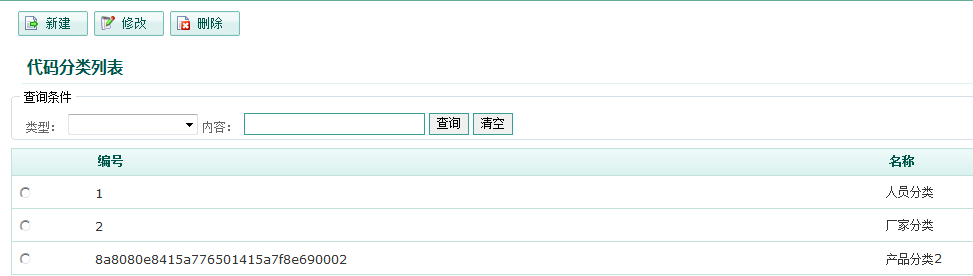 新建 修改 删除
代码分类列表
查询条件
类型： 内容： 查询 清空
编号 名称
1 人员分类
2 厂家分类
8a8080e8415a776501415a7f8e690002 产品分类2